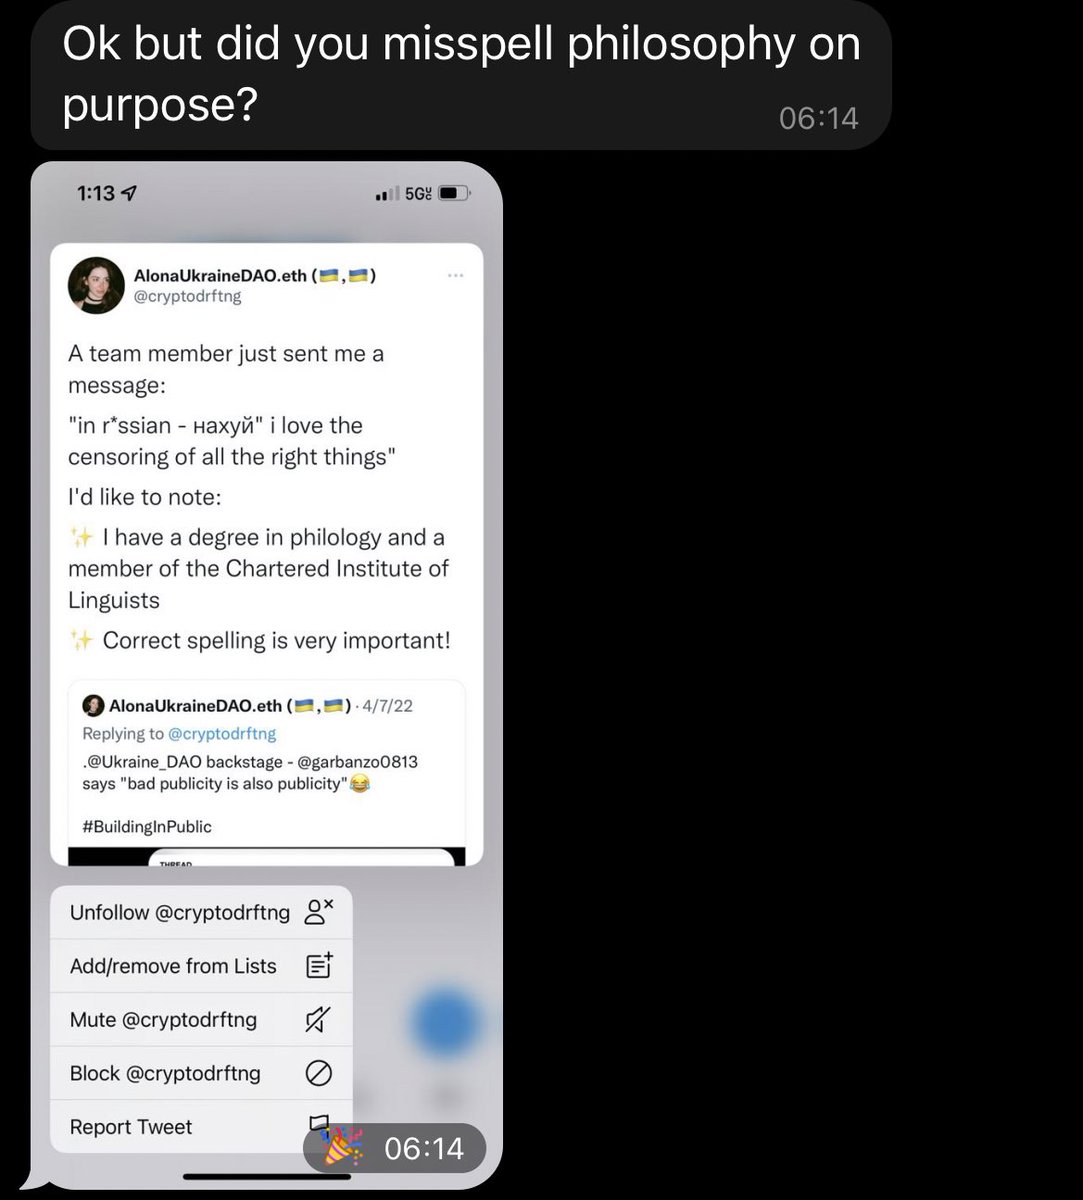 Ok but did you misspell philosophy on
purpose?
06:14
1:13
5G
AlonaUkraineDAO.eth (🇺🇦,🇺🇦)
@cryptodrftng
A team member just sent me a
message:
"in r*ssian - нахуй" i love the
censoring of all the right things"
I'd like to note:
✨ I have a degree in philology and a
member of the Chartered Institute of
Linguists
✨ Correct spelling is very important!
AlonaUkraineDAO.eth (🇺🇦,🇺🇦) · 4/7/22
Replying to @cryptodrftng
.@Ukraine_DAO backstage - @garbanzo0813
says "bad publicity is also publicity"😂
#BuildingInPublic
THREAD
Unfollow @cryptodrftng
Add/remove from Lists
Mute @cryptodrftng
Block @cryptodrftng
Report Tweet
🎉 06:14